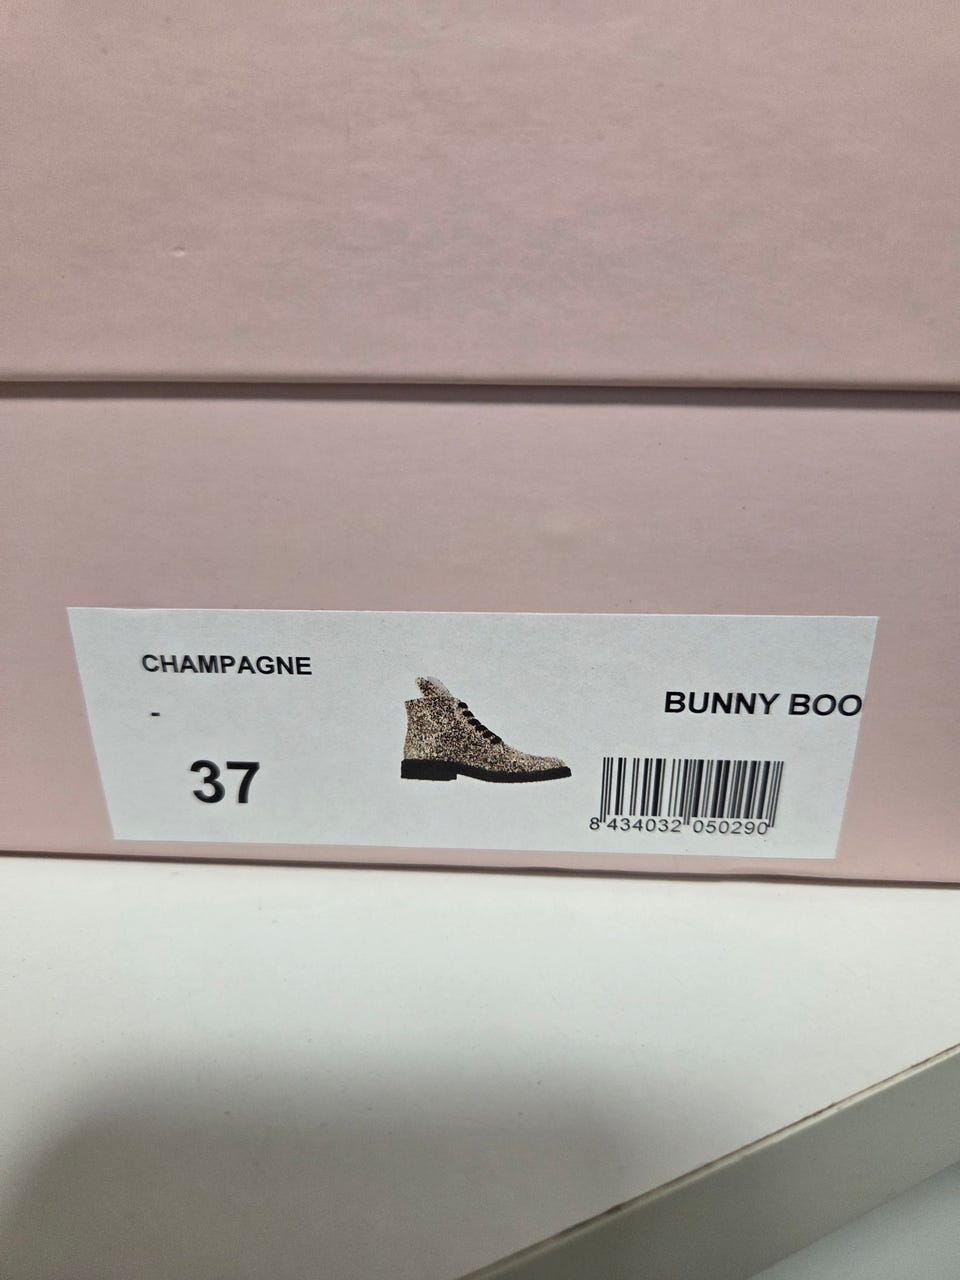 CHAMPAGNE
-
37
BUNNY BOO
8 434032 050290